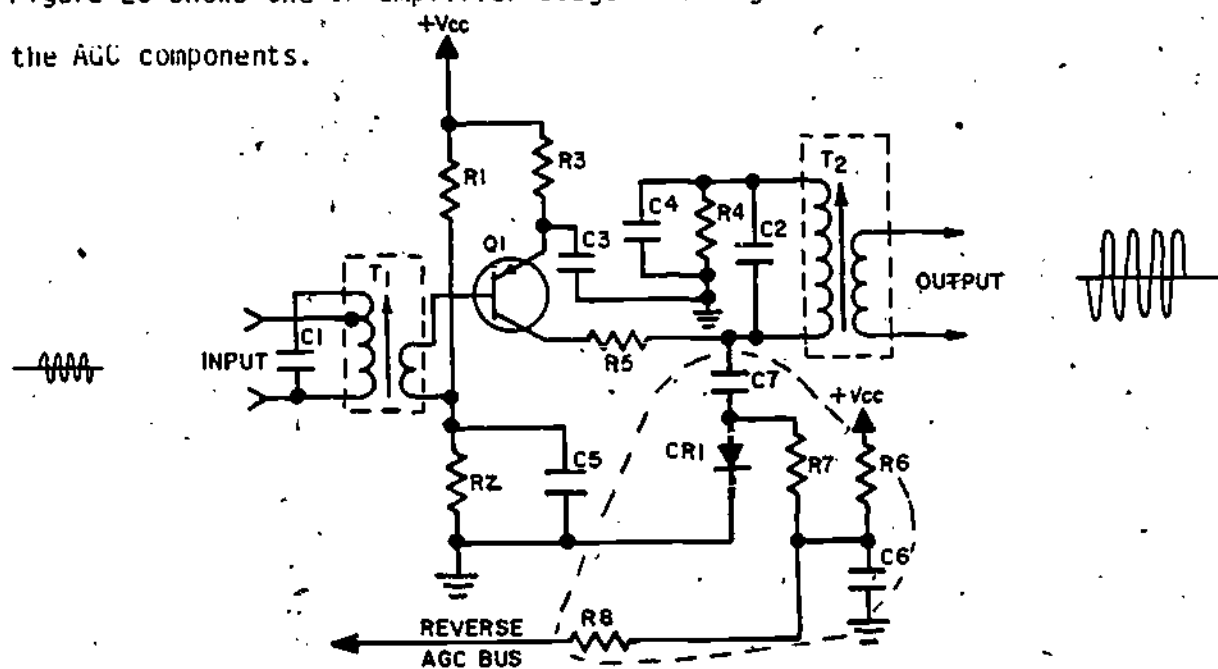 the AGC components.
+Vcc
R1
R3
Q1
C3
C4
R4
C2
T2
T1
C1
INPUT
OUTPUT
R5
C7
+Vcc
R2
C5
CR1
R7
R6
C6
R8
REVERSE
AGC BUS